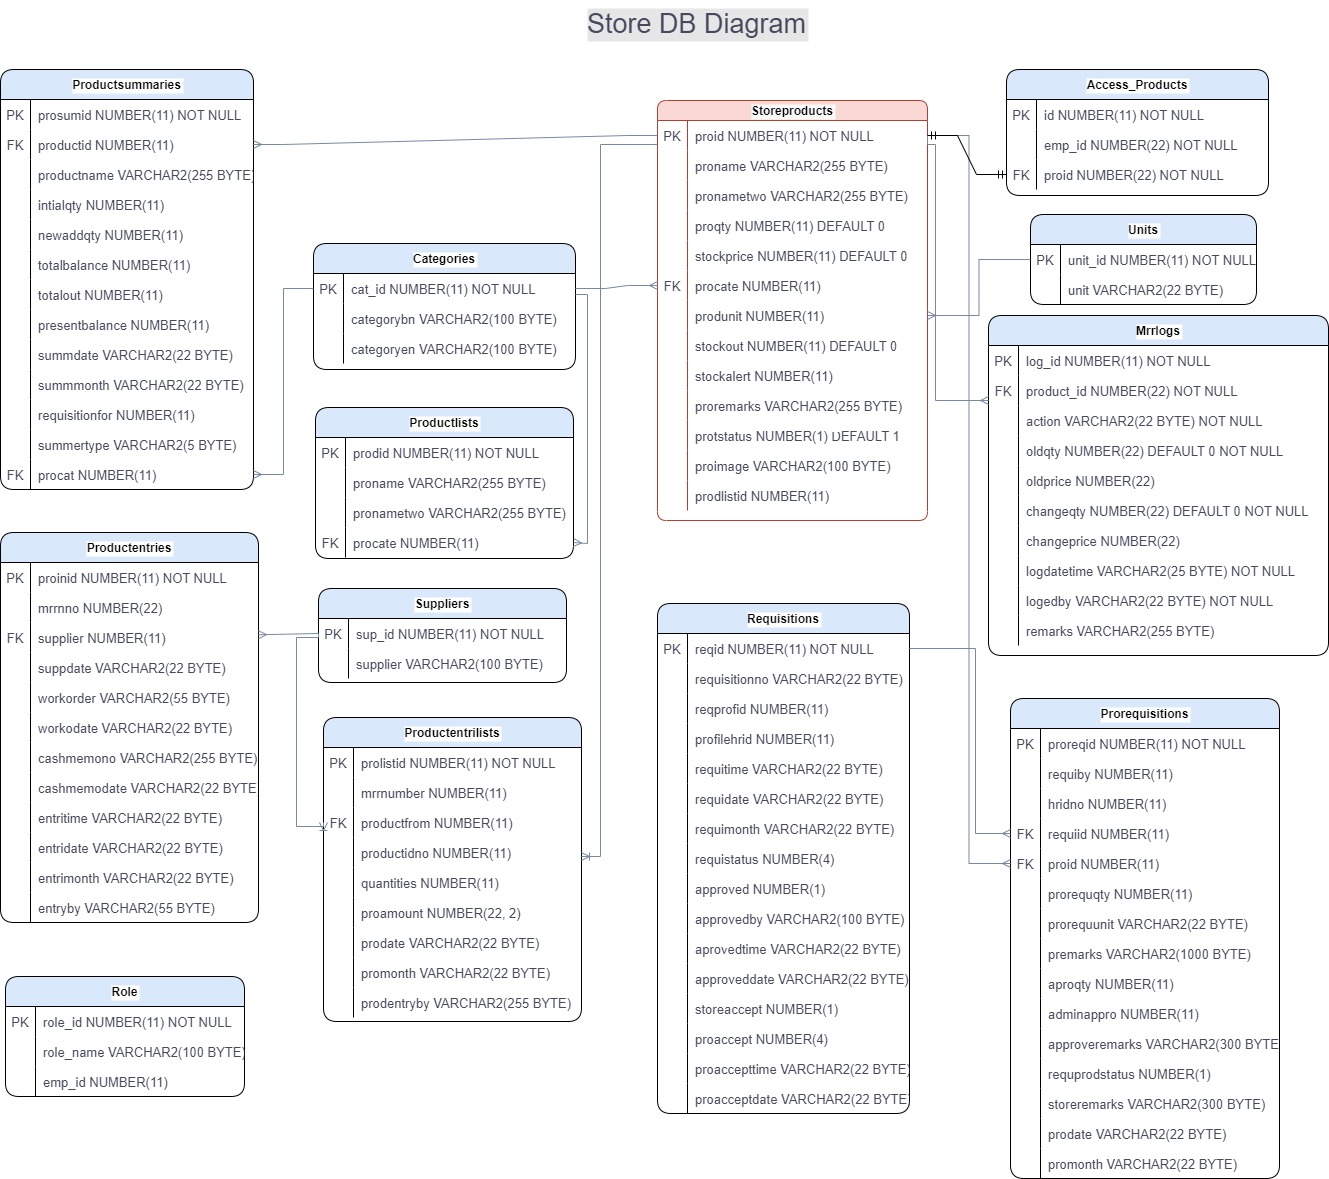 Store DB Diagram
Productsummaries
PK prosumid NUMBER(11) NOT NULL
FK productid NUMBER(11)
productname VARCHAR2(255 BYTE)
intialqty NUMBER(11)
newaddqty NUMBER(11)
totalbalance NUMBER(11)
totalout NUMBER(11)
presentbalance NUMBER(11)
summdate VARCHAR2(22 BYTE)
summmonth VARCHAR2(22 BYTE)
requisitionfor NUMBER(11)
summertype VARCHAR2(5 BYTE)
FK procat NUMBER(11)
Categories
PK cat_id NUMBER(11) NOT NULL
categorybn VARCHAR2(100 BYTE)
categoryen VARCHAR2(100 BYTE)
Productlists
PK prodid NUMBER(11) NOT NULL
proname VARCHAR2(255 BYTE)
pronametwo VARCHAR2(255 BYTE)
FK procate NUMBER(11)
Storeproducts
PK proid NUMBER(11) NOT NULL
proname VARCHAR2(255 BYTE)
pronametwo VARCHAR2(255 BYTE)
proqty NUMBER(11) DEFAULT 0
stockprice NUMBER(11) DEFAULT 0
FK procate NUMBER(11)
produnit NUMBER(11)
stockout NUMBER(11) DEFAULT 0
stockalert NUMBER(11)
proremarks VARCHAR2(255 BYTE)
protstatus NUMBER(1) DEFAULT 1
proimage VARCHAR2(100 BYTE)
prodlistid NUMBER(11)
Access_Products
PK id NUMBER(11) NOT NULL
emp_id NUMBER(22) NOT NULL
FK proid NUMBER(22) NOT NULL
Units
PK unit_id NUMBER(11) NOT NULL
unit VARCHAR2(22 BYTE)
Mrrlogs
PK log_id NUMBER(11) NOT NULL
FK product_id NUMBER(22) NOT NULL
action VARCHAR2(22 BYTE) NOT NULL
oldqty NUMBER(22) DEFAULT 0 NOT NULL
oldprice NUMBER(22)
changeqty NUMBER(22) DEFAULT 0 NOT NULL
changeprice NUMBER(22)
logdatetime VARCHAR2(25 BYTE) NOT NULL
logedby VARCHAR2(22 BYTE) NOT NULL
remarks VARCHAR2(255 BYTE)
Productentries
PK proinid NUMBER(11) NOT NULL
mrrnno NUMBER(22)
FK supplier NUMBER(11)
suppdate VARCHAR2(22 BYTE)
workorder VARCHAR2(55 BYTE)
workodate VARCHAR2(22 BYTE)
cashmemono VARCHAR2(255 BYTE)
cashmemodate VARCHAR2(22 BYTE
entritime VARCHAR2(22 BYTE)
entridate VARCHAR2(22 BYTE)
entrimonth VARCHAR2(22 BYTE)
entryby VARCHAR2(55 BYTE)
Suppliers
PK sup_id NUMBER(11) NOT NULL
supplier VARCHAR2(100 BYTE)
Productentrilists
PK prolistid NUMBER(11) NOT NULL
mrrnumber NUMBER(11)
FK productfrom NUMBER(11)
productidno NUMBER(11)
quantities NUMBER(11)
proamount NUMBER(22, 2)
prodate VARCHAR2(22 BYTE)
promonth VARCHAR2(22 BYTE)
prodentryby VARCHAR2(255 BYTE)
Requisitions
PK reqid NUMBER(11) NOT NULL
requisitionno VARCHAR2(22 BYTE)
reqprofid NUMBER(11)
profilehrid NUMBER(11)
requitime VARCHAR2(22 BYTE)
requidate VARCHAR2(22 BYTE)
requimonth VARCHAR2(22 BYTE)
requistatus NUMBER(4)
approved NUMBER(1)
approvedby VARCHAR2(100 BYTE)
aprovedtime VARCHAR2(22 BYTE)
approveddate VARCHAR2(22 BYTE)
storeaccept NUMBER(1)
proaccept NUMBER(4)
proaccepttime VARCHAR2(22 BYTE)
proacceptdate VARCHAR2(22 BYTE
Prorequisitions
PK proreqid NUMBER(11) NOT NULL
requiby NUMBER(11)
hridno NUMBER(11)
FK requiid NUMBER(11)
FK proid NUMBER(11)
prorequqty NUMBER(11)
prorequunit VARCHAR2(22 BYTE)
premarks VARCHAR2(1000 BYTE)
aproqty NUMBER(11)
adminappro NUMBER(11)
approveremarks VARCHAR2(300 BYTE
requprodstatus NUMBER(1)
storeremarks VARCHAR2(300 BYTE)
prodate VARCHAR2(22 BYTE)
promonth VARCHAR2(22 BYTE)
Role
PK role_id NUMBER(11) NOT NULL
role_name VARCHAR2(100 BYTE)
emp_id NUMBER(11)